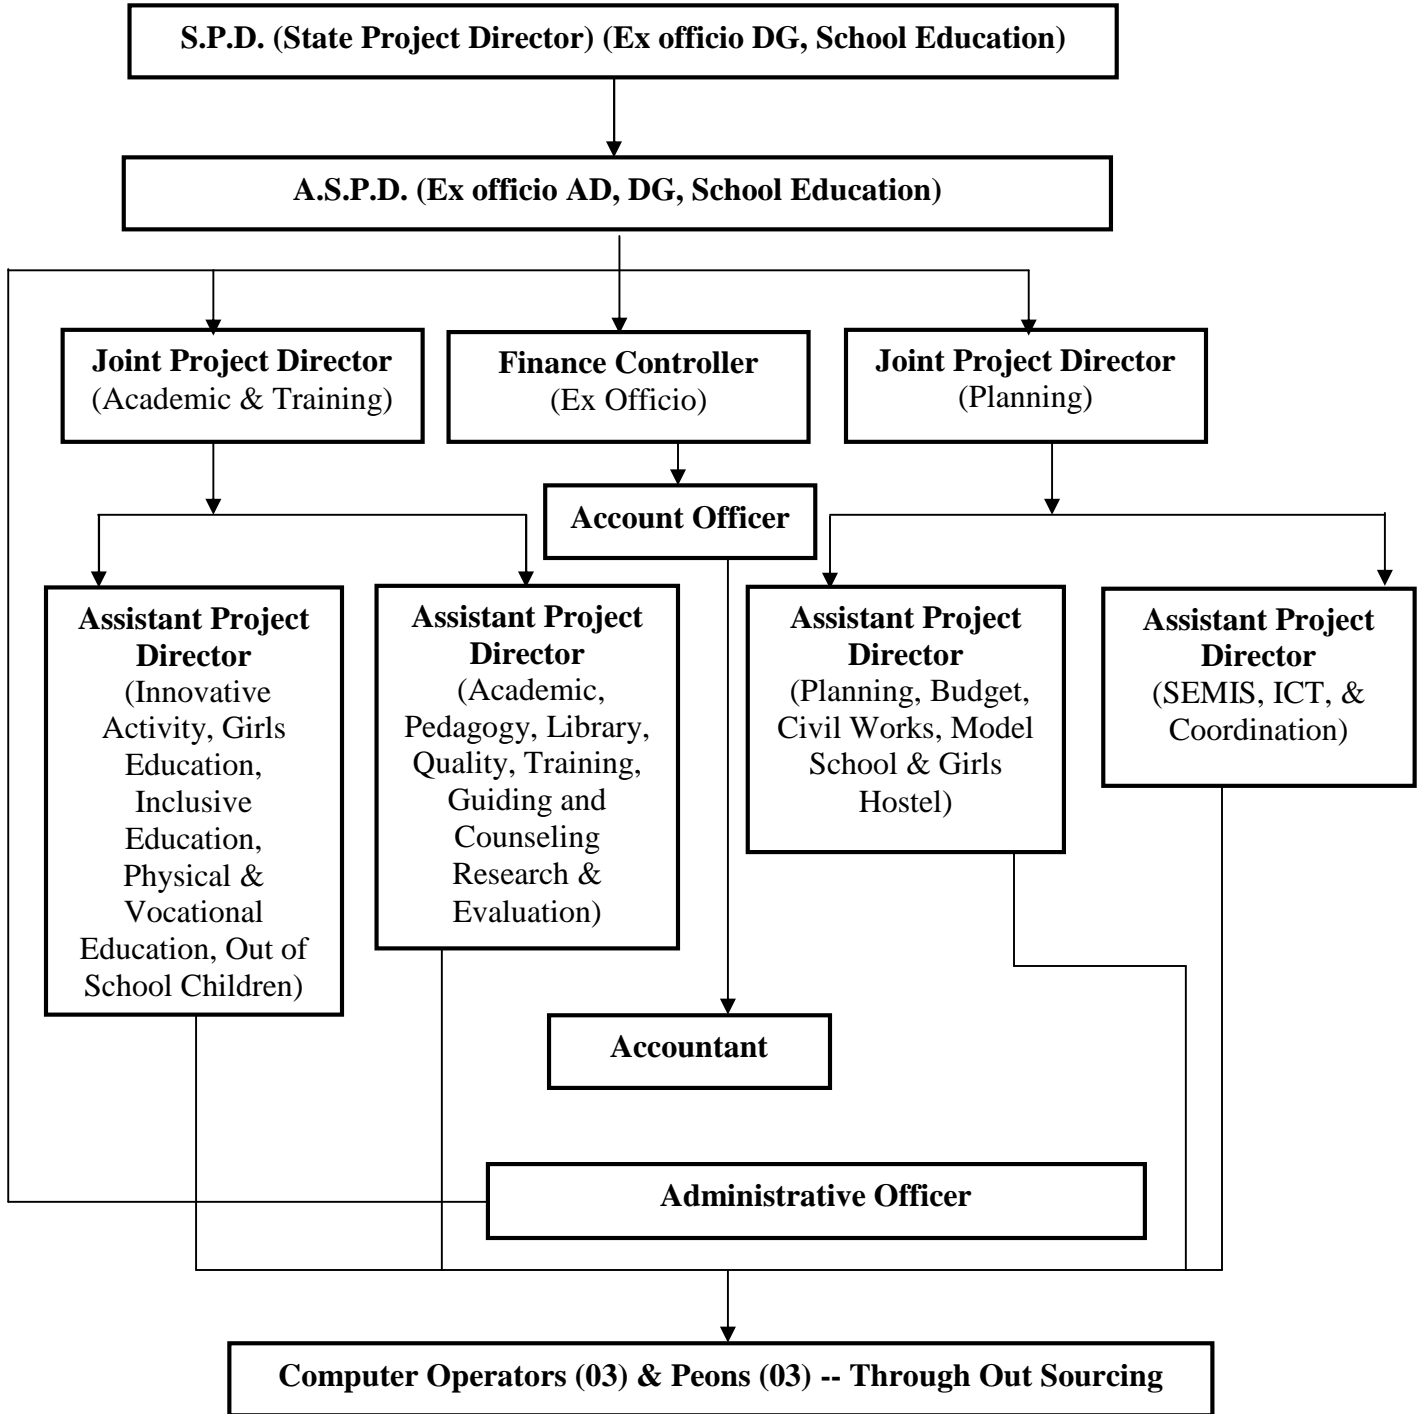 S.P.D. (State Project Director) (Ex officio DG, School Education)
A.S.P.D. (Ex officio AD, DG, School Education)
Joint Project Director
(Academic & Training)
Finance Controller
(Ex Officio)
Joint Project Director
(Planning)
Account Officer
Assistant Project
Director
(Innovative
Activity, Girls
Education,
Inclusive
Education,
Physical &
Vocational
Education, Out of
School Children)
Assistant Project
Director
(Academic,
Pedagogy, Library,
Quality, Training,
Guiding and
Counseling
Research &
Evaluation)
Assistant Project
Director
(Planning, Budget,
Civil Works, Model
School & Girls
Hostel)
Assistant Project
Director
(SEMIS, ICT, &
Coordination)
Accountant
Administrative Officer
Computer Operators (03) & Peons (03) -- Through Out Sourcing